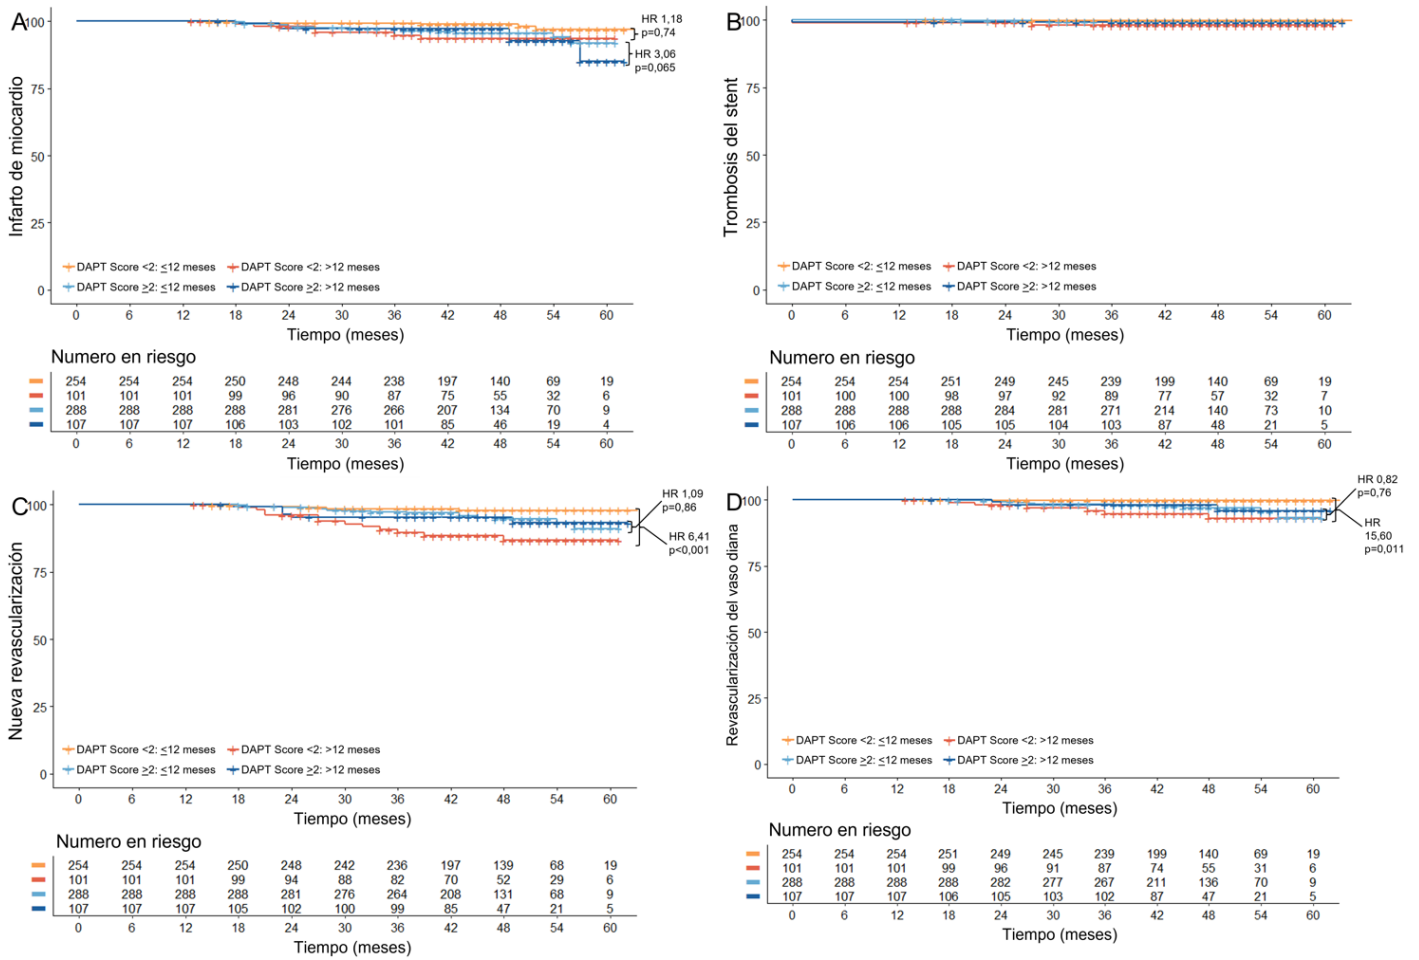 A
Infarto de miocardio
100
75
50
25
0
HR 1,18
p=0,74
HR 3,06
p=0,065
DAPT Score <2: ≤12 meses DAPT Score <2: >12 meses
DAPT Score ≥2: ≤12 meses DAPT Score ≥2: >12 meses
0 6 12 18 24 30 36 42 48 54 60
Tiempo (meses)
Numero en riesgo
254 254 254 250 248 244 238 197 140 69 19
101 101 101 99 96 90 87 75 55 32 6
288 288 288 288 281 276 266 207 134 70 9
107 107 107 106 103 102 101 85 46 19 4
0 6 12 18 24 30 36 42 48 54 60
Tiempo (meses)
B
Trombosis del stent
100
75
50
25
0
DAPT Score <2: ≤12 meses DAPT Score <2: >12 meses
DAPT Score ≥2: ≤12 meses DAPT Score ≥2: >12 meses
0 6 12 18 24 30 36 42 48 54 60
Tiempo (meses)
Numero en riesgo
254 254 254 251 249 245 239 199 140 69 19
101 100 100 98 97 92 89 77 57 32 7
288 288 288 288 284 281 271 214 140 73 10
107 106 106 105 105 104 103 87 48 21 5
0 6 12 18 24 30 36 42 48 54 60
Tiempo (meses)
C
Nueva revascularización
100
75
50
25
0
HR 1,09
p=0,86
HR 6,41
p<0,001
DAPT Score <2: ≤12 meses DAPT Score <2: >12 meses
DAPT Score ≥2: ≤12 meses DAPT Score ≥2: >12 meses
0 6 12 18 24 30 36 42 48 54 60
Tiempo (meses)
Numero en riesgo
254 254 254 250 248 242 236 197 139 68 19
101 101 101 99 94 88 82 70 52 29 6
288 288 288 288 281 276 264 208 131 68 9
107 107 107 105 102 100 99 85 47 21 5
0 6 12 18 24 30 36 42 48 54 60
Tiempo (meses)
D
Revascularización del vaso diana
100
75
50
25
0
HR 0,82
p=0,76
HR
15,60
p=0,011
DAPT Score <2: ≤12 meses DAPT Score <2: >12 meses
DAPT Score ≥2: ≤12 meses DAPT Score ≥2: >12 meses
0 6 12 18 24 30 36 42 48 54 60
Tiempo (meses)
Numero en riesgo
254 254 254 251 249 245 239 199 140 69 19
101 101 101 99 96 91 87 74 55 31 6
288 288 288 288 282 277 267 211 136 70 9
107 107 107 106 105 103 102 87 47 21 5
0 6 12 18 24 30 36 42 48 54 60
Tiempo (meses)